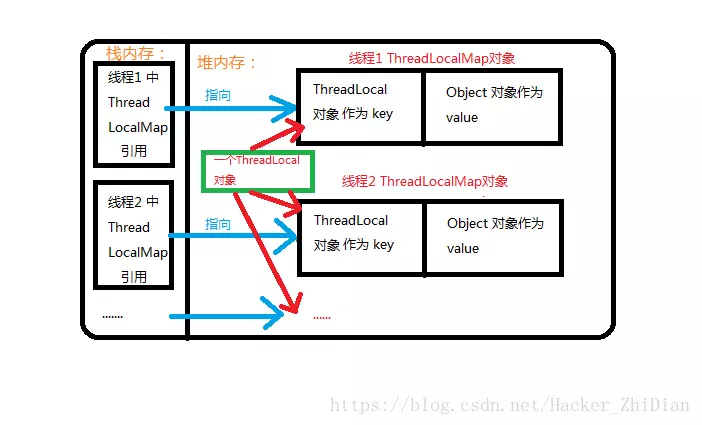 栈内存：
线程1 中
Thread
LocalMap
引用
堆内存：
指向
线程1 ThreadLocalMap对象
ThreadLocal
对象 作为 key
Object 对象作为
value
一个ThreadLocal
对象
线程2 ThreadLocalMap对象
线程2 中
Thread
LocalMap
引用
指向
ThreadLocal
对象 作为 key
Object 对象作为
value
.......
......
https://blog.csdn.net/Hacker_ZhiDian